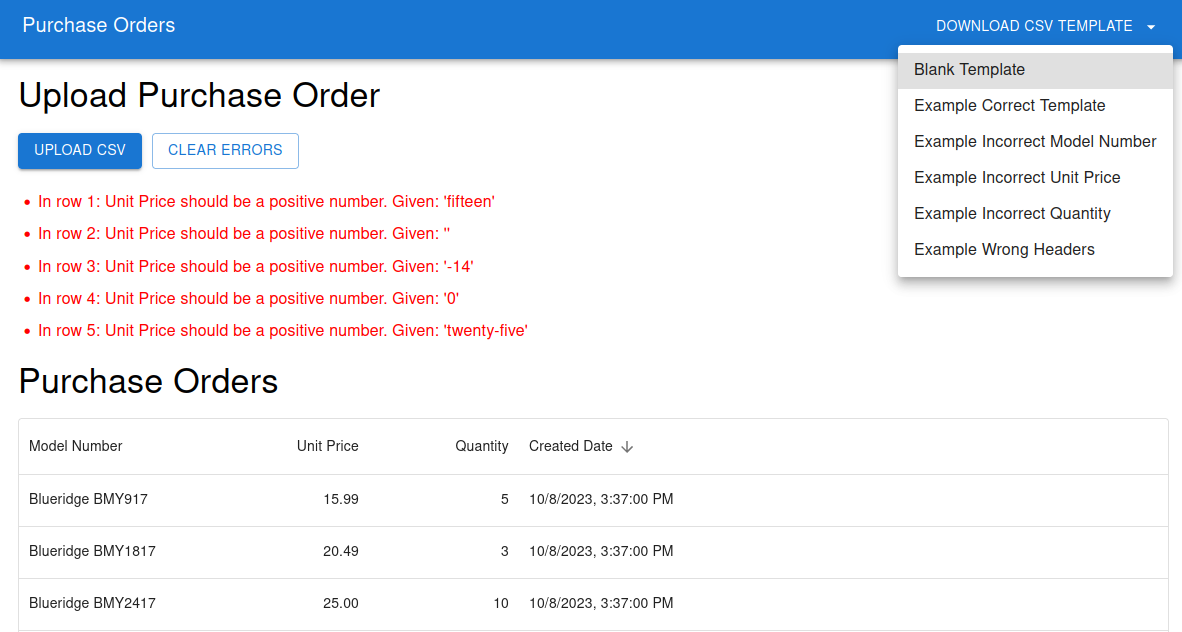 Purchase Orders
DOWNLOAD CSV TEMPLATE
Blank Template
Example Correct Template
Example Incorrect Model Number
Example Incorrect Unit Price
Example Incorrect Quantity
Example Wrong Headers
Upload Purchase Order
UPLOAD CSV CLEAR ERRORS
• In row 1: Unit Price should be a positive number. Given: 'fifteen'
• In row 2: Unit Price should be a positive number. Given: ''
• In row 3: Unit Price should be a positive number. Given: '-14'
• In row 4: Unit Price should be a positive number. Given: '0'
• In row 5: Unit Price should be a positive number. Given: 'twenty-five'
Purchase Orders
Model Number Unit Price Quantity Created Date ↓
Blueridge BMY917 15.99 5 10/8/2023, 3:37:00 PM
Blueridge BMY1817 20.49 3 10/8/2023, 3:37:00 PM
Blueridge BMY2417 25.00 10 10/8/2023, 3:37:00 PM